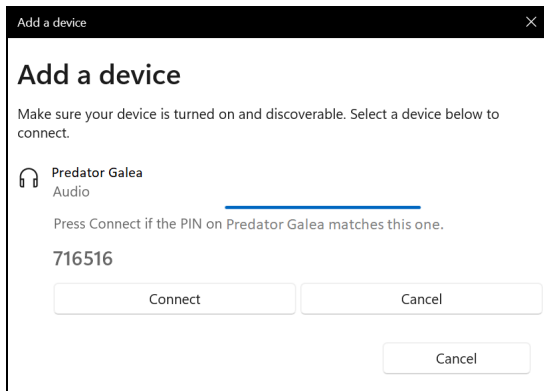 Add a device
Add a device
Make sure your device is turned on and discoverable. Select a device below to
connect.
Predator Galea
Audio
Press Connect if the PIN on Predator Galea matches this one.
716516
Connect
Cancel
Cancel